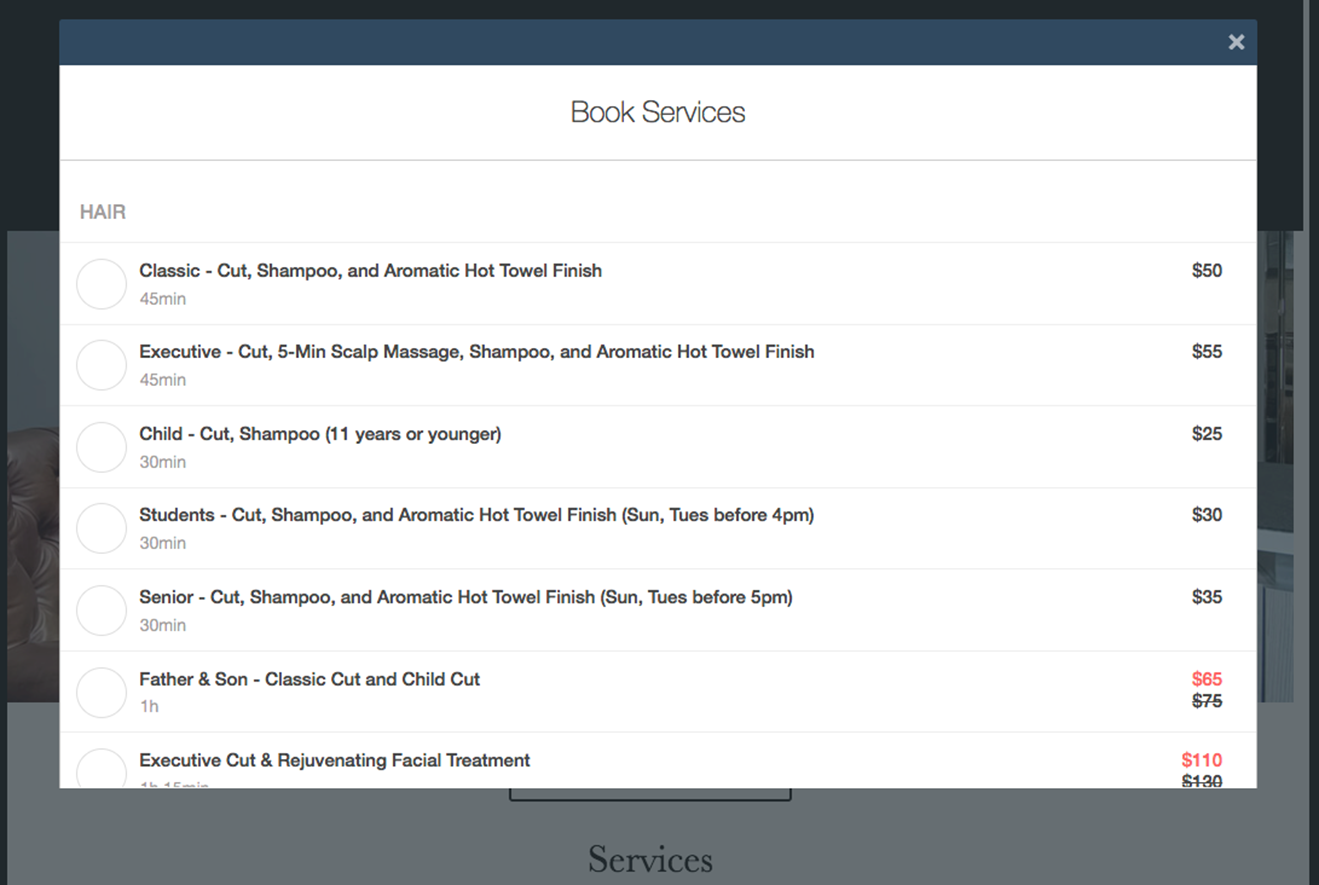 ×
Book Services
HAIR
Classic - Cut, Shampoo, and Aromatic Hot Towel Finish
$50
45min
Executive - Cut, 5-Min Scalp Massage, Shampoo, and Aromatic Hot Towel Finish
$55
45min
Child - Cut, Shampoo (11 years or younger)
$25
30min
Students - Cut, Shampoo, and Aromatic Hot Towel Finish (Sun, Tues before 4pm)
$30
30min
Senior - Cut, Shampoo, and Aromatic Hot Towel Finish (Sun, Tues before 5pm)
$35
30min
Father & Son - Classic Cut and Child Cut
$65
1h
$75
Executive Cut & Rejuvenating Facial Treatment
$110
1h 15min
$130
Services